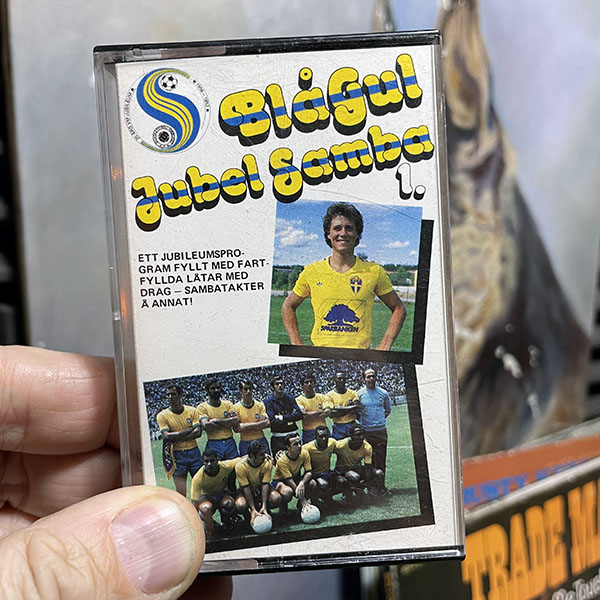 BlåGul
Jubel Samba
1.
ETT JUBILEUMSPRO-
GRAM FYLLT MED FART-
FYLLDA LÅTAR MED
DRAG – SAMBATAKTER
Å ANNAT!
SPARBANKEN
TRADE MA